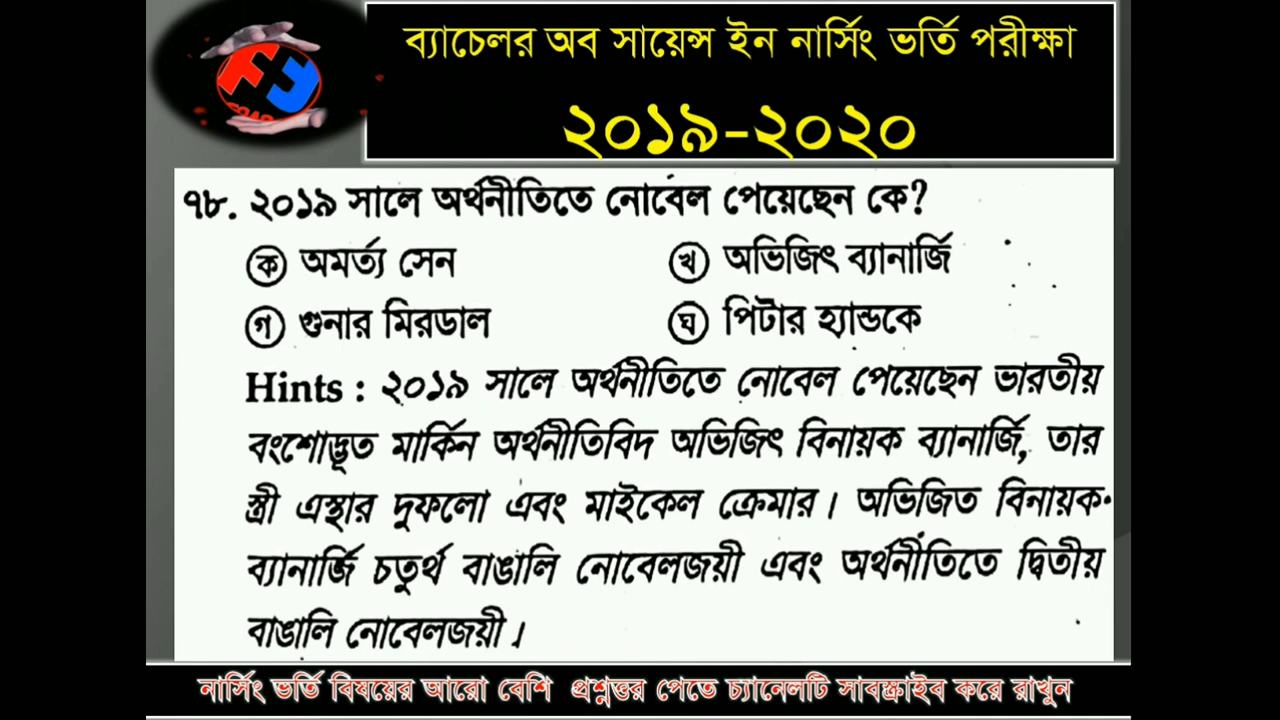 ব্যাচেলর অব সায়েন্স ইন নার্সিং ভর্তি পরীক্ষা
২০১৯-২০২০
৭৮. ২০১৯ সালে অর্থনীতিতে নোবেল পেয়েছেন কে?
ক অমর্ত্য সেন খ অভিজিৎ ব্যানার্জি
গ গুনার মিরডাল ঘ পিটার হ্যান্ডকে
Hints : ২০১৯ সালে অর্থনীতিতে নোবেল পেয়েছেন ভারতীয়
বংশোদ্ভূত মার্কিন অর্থনীতিবিদ অভিজিৎ বিনায়ক ব্যানার্জি, তার
স্ত্রী এস্থার দুফলো এবং মাইকেল ক্রেমার। অভিজিত বিনায়ক
ব্যানার্জি চতুর্থ বাঙালি নোবেলজয়ী এবং অর্থনীতিতে দ্বিতীয়
বাঙালি নোবেলজয়ী।
নার্সিং ভর্তি বিষয়ের আরো বেশি প্রশ্নত্তর পেতে চ্যানেলটি সাবস্ক্রাইব করে রাখুন